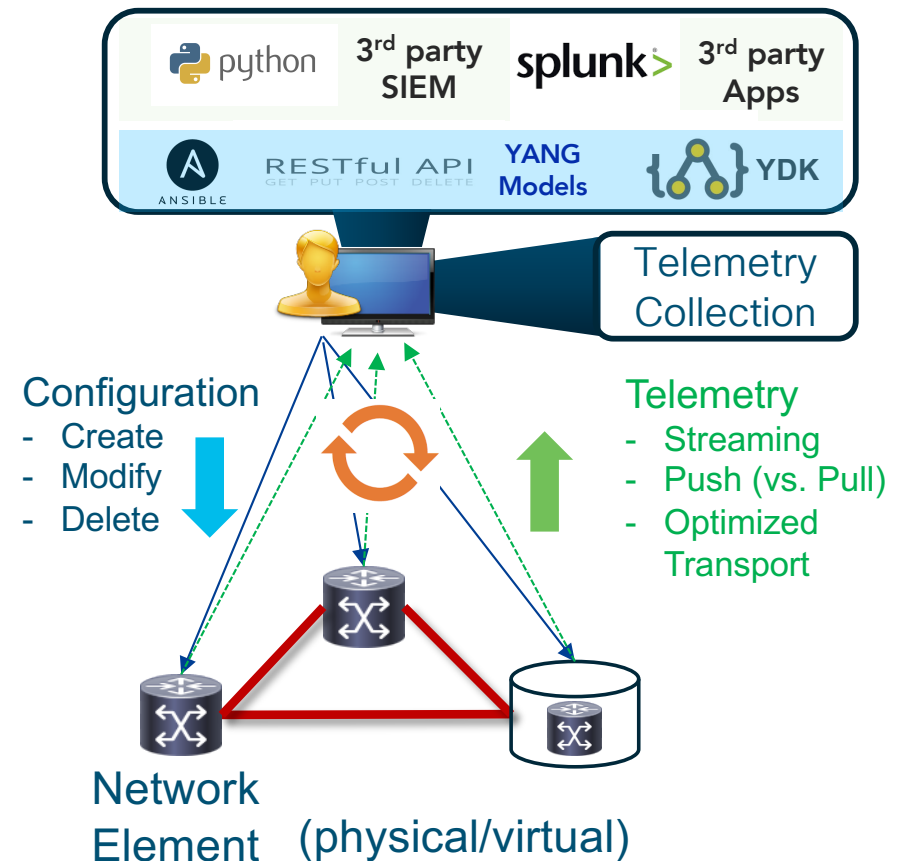 python
3rd party
SIEM
splunk>
3rd party
Apps
ANSIBLE
RESTful API
GET PUT POST DELETE
YANG
Models
YDK
Telemetry
Collection
Configuration
- Create
- Modify
- Delete
Telemetry
- Streaming
- Push (vs. Pull)
- Optimized
Transport
Network
Element (physical/virtual)